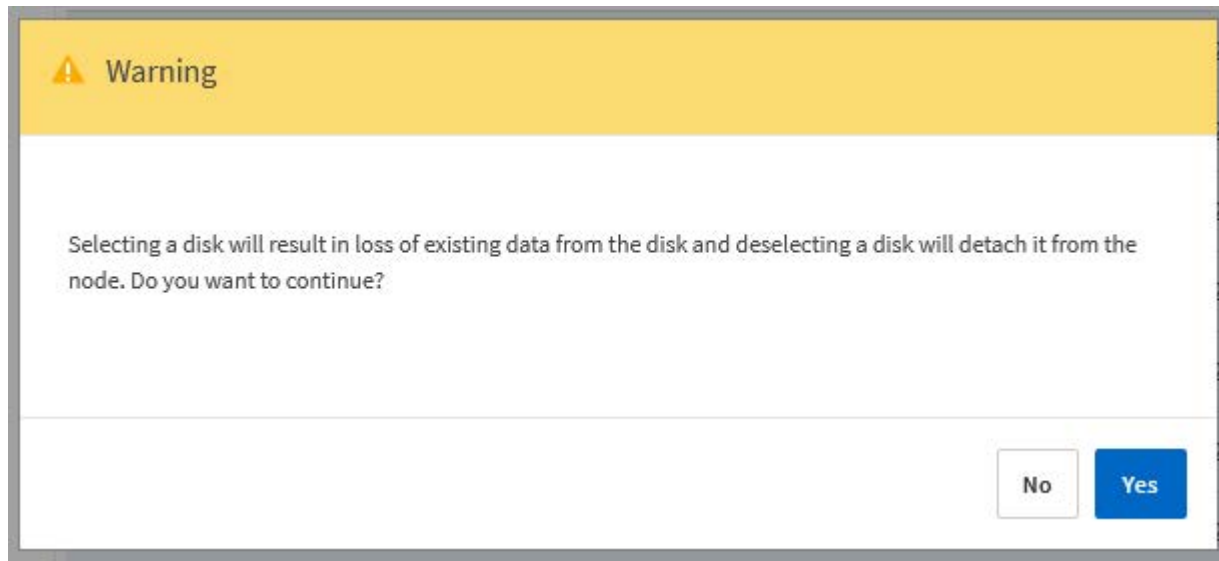 Warning
Selecting a disk will result in loss of existing data from the disk and deselecting a disk will detach it from the
node. Do you want to continue?
No
Yes